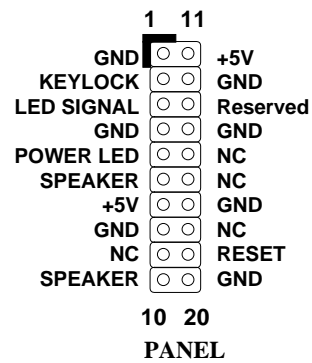 1 11
GND +5V
KEYLOCK GND
LED SIGNAL Reserved
GND GND
POWER LED NC
SPEAKER NC
+5V GND
GND NC
NC RESET
SPEAKER GND
10 20
PANEL